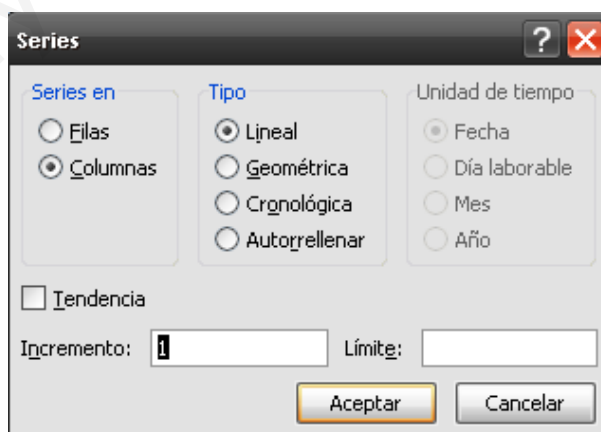 Series
Series en
Filas
Columnas
Tipo
Lineal
Geométrica
Cronológica
Autorrellenar
Unidad de tiempo
Fecha
Día laborable
Mes
Año
Tendencia
Incremento: 1 Límite:
Aceptar Cancelar